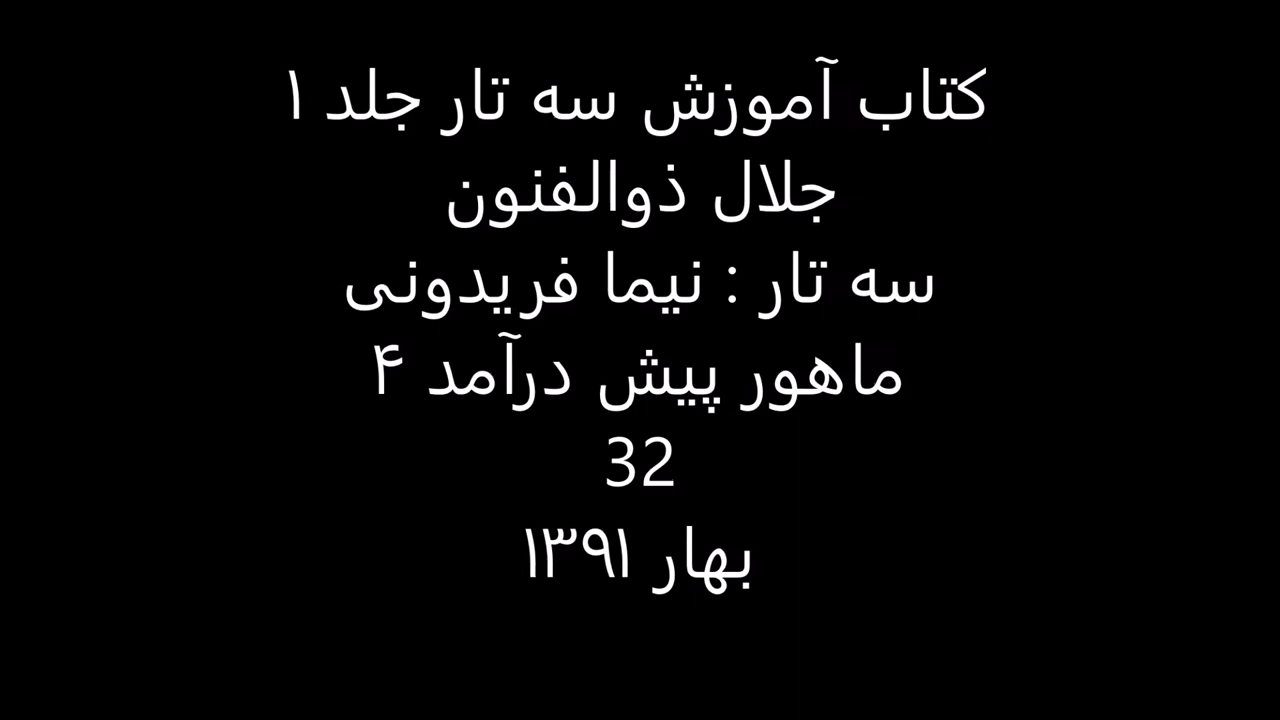 کتاب آموزش سه تار جلد ۱
جلال ذوالفنون
سه تار : نیما فریدونی
ماهور پیش درآمد ۴
32
بهار ۱۳۹۱